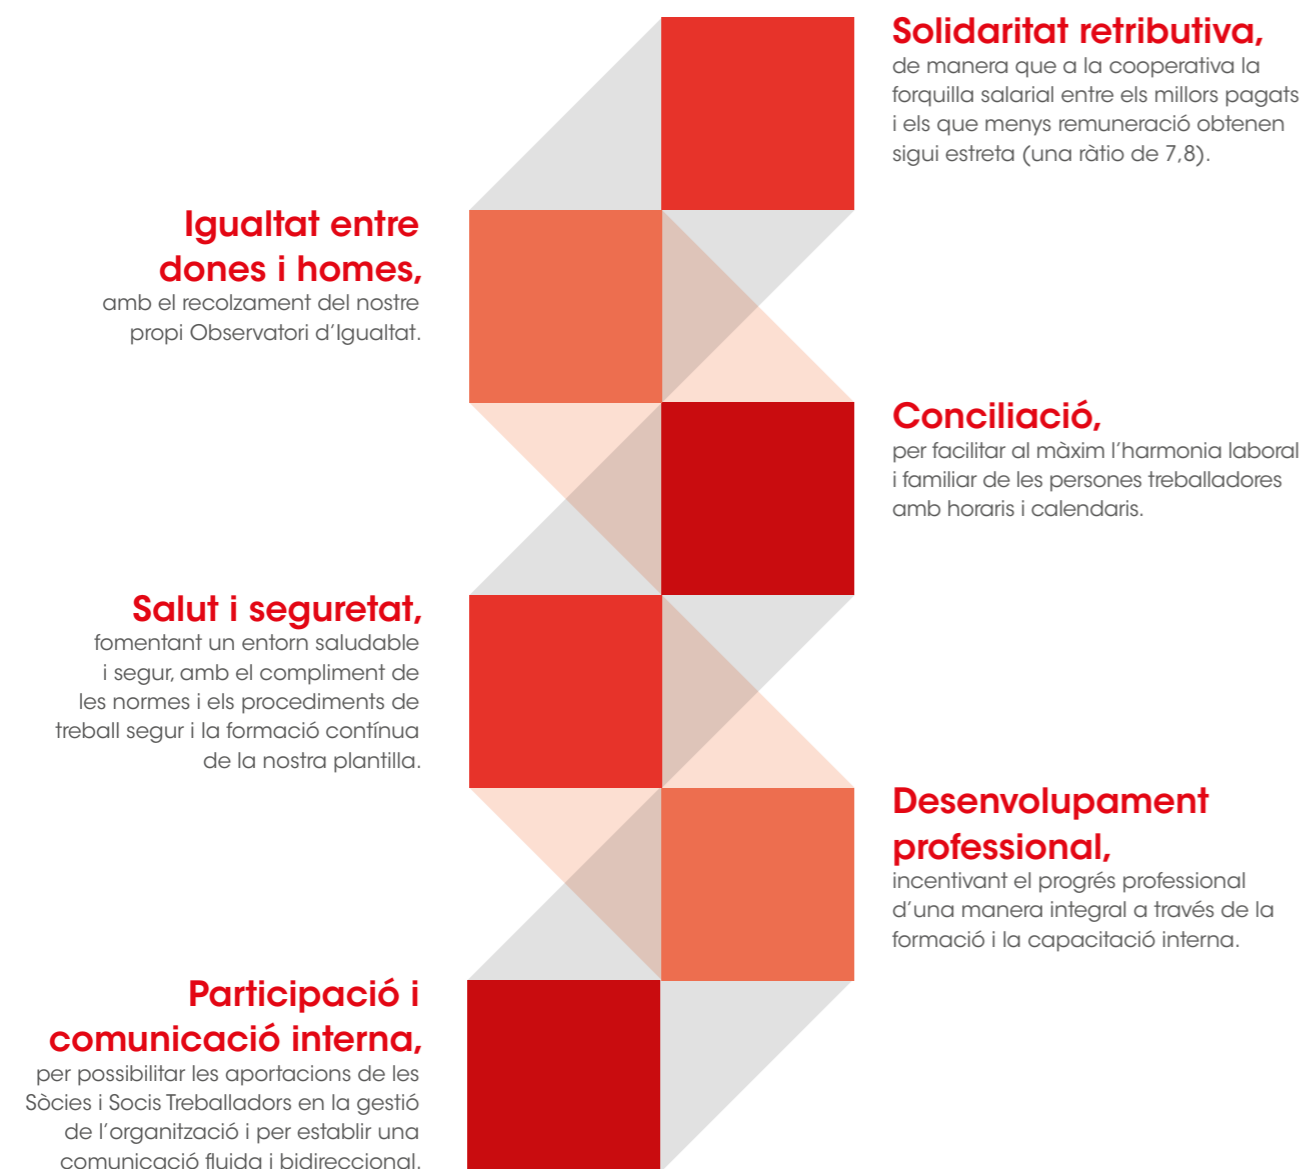 Solidaritat retributiva,
de manera que a la cooperativa la
forquilla salarial entre els millors pagats
i els que menys remuneració obtenen
sigui estreta (una ràtio de 7,8).
Igualtat entre
dones i homes,
amb el recolzament del nostre
propi Observatori d'Igualtat.
Conciliació,
per facilitar al màxim l'harmonia laboral
i familiar de les persones treballadores
amb horaris i calendaris.
Salut i seguretat,
fomentant un entorn saludable
i segur, amb el compliment de
les normes i els procediments de
treball segur i la formació contínua
de la nostra plantilla.
Desenvolupament
professional,
incentivant el progrés professional
d'una manera integral a través de la
formació i la capacitació interna.
Participació i
comunicació interna,
per possibilitar les aportacions de les
Sòcies i Socis Treballadors en la gestió
de l'organització i per establir una
comunicació fluida i bidireccional.